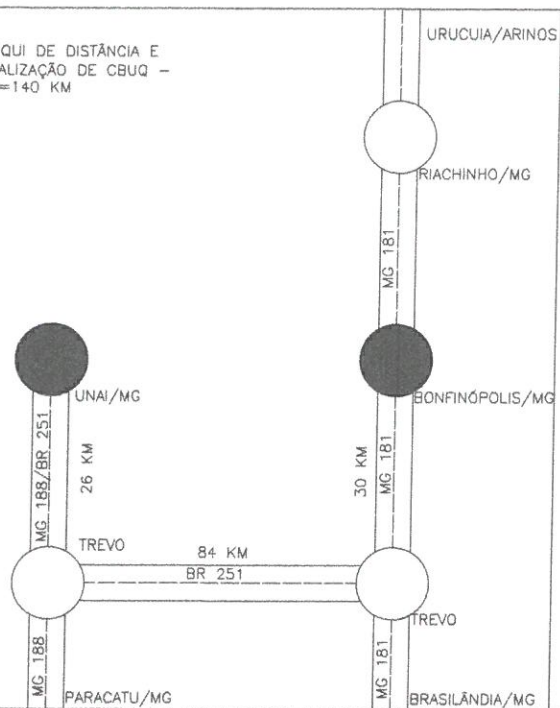 QUI DE DISTÂNCIA E
ALIZAÇÃO DE CBUQ –
=140 KM
URUCUIA/ARINOS
RIACHINHO/MG
MG 181
UNAI/MG
BONFINÓPOLIS/MG
MG 188/BR 251
26 KM
30 KM
MG 181
TREVO
84 KM
BR 251
TREVO
MG 188
PARACATU/MG
MG 181
BRASILÂNDIA/MG